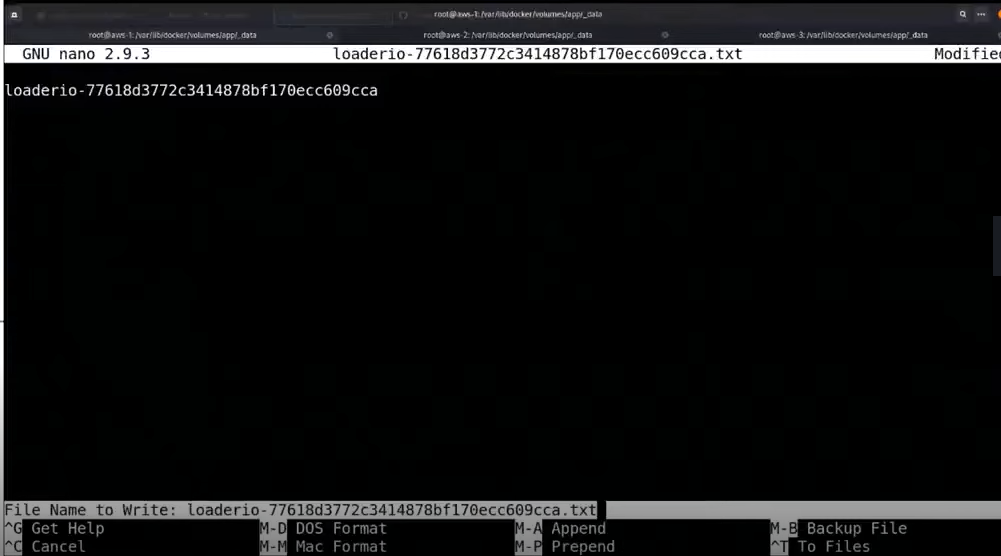 root@aws-1: /var/lib/docker/volumes/app/_data
root@aws-1: /var/lib/docker/volumes/app/_data root@aws-2: /var/lib/docker/volumes/app/_data root@aws-3: /var/lib/docker/volumes/app/_data
GNU nano 2.9.3 loaderio-77618d3772c3414878bf170ecc609cca.txt Modified
loaderio-77618d3772c3414878bf170ecc609cca
File Name to Write: loaderio-77618d3772c3414878bf170ecc609cca.txt
^G Get Help M-D DOS Format M-A Append M-B Backup File
^C Cancel M-M Mac Format M-P Prepend ^T To Files